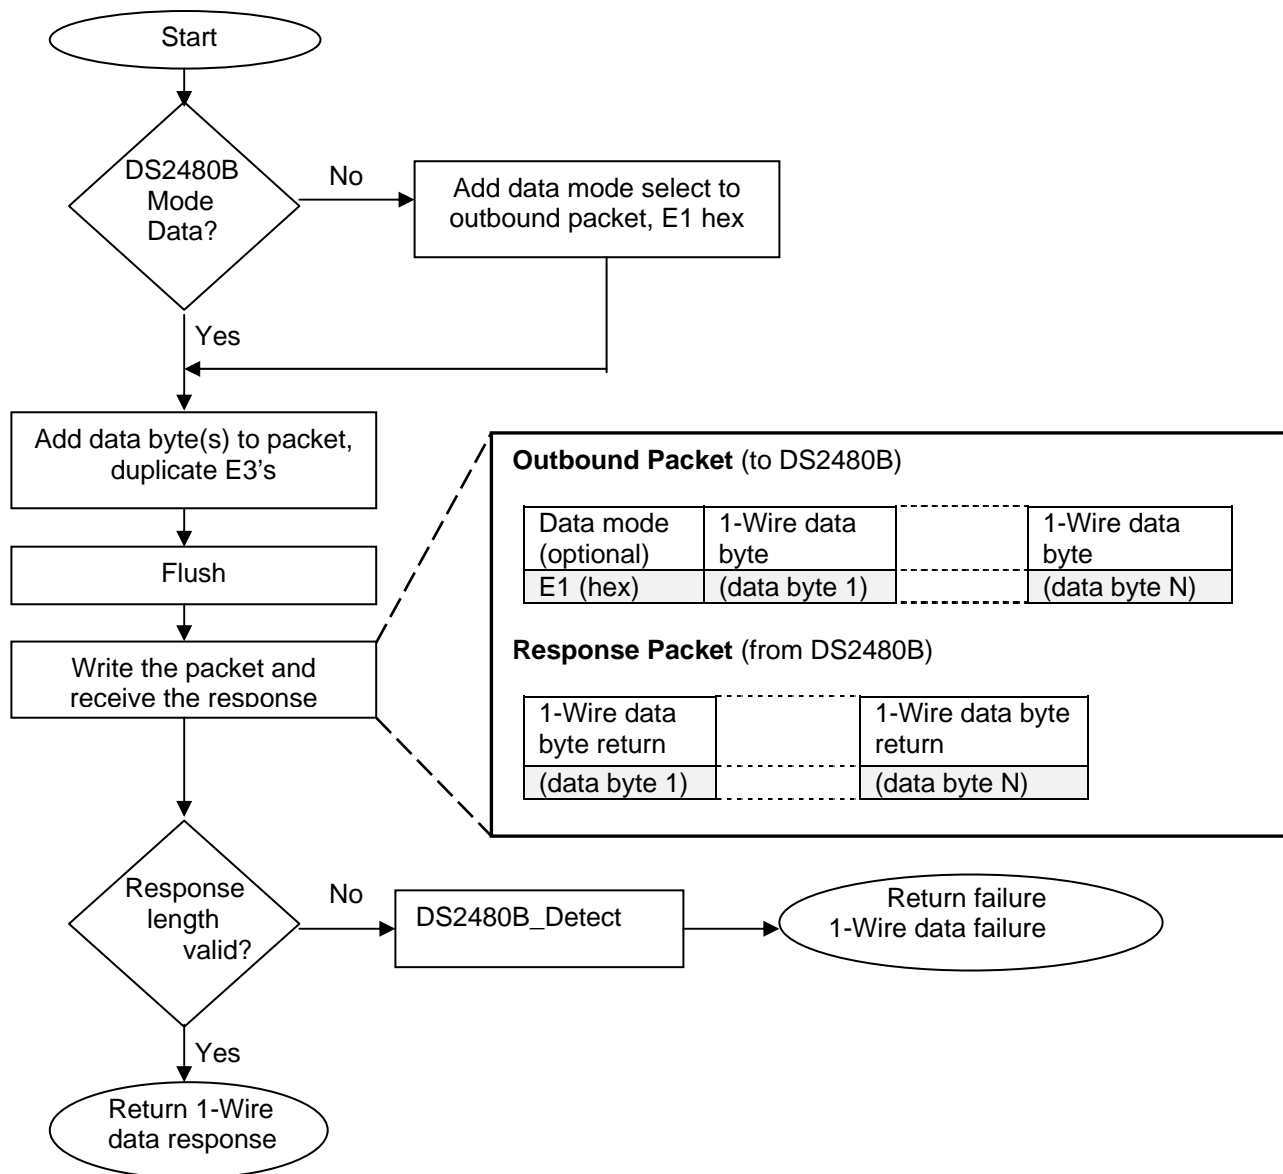 Start
DS2480B
Mode
Data?
No
Add data mode select to
outbound packet, E1 hex
Yes
Add data byte(s) to packet,
duplicate E3's
Flush
Write the packet and
receive the response
Outbound Packet (to DS2480B)
Data mode
(optional)
1-Wire data
byte
1-Wire data
byte
E1 (hex)
(data byte 1)
(data byte N)
Response Packet (from DS2480B)
1-Wire data
byte return
1-Wire data byte
return
(data byte 1)
(data byte N)
Response
length
valid?
No
DS2480B_Detect
Return failure
1-Wire data failure
Yes
Return 1-Wire
data response